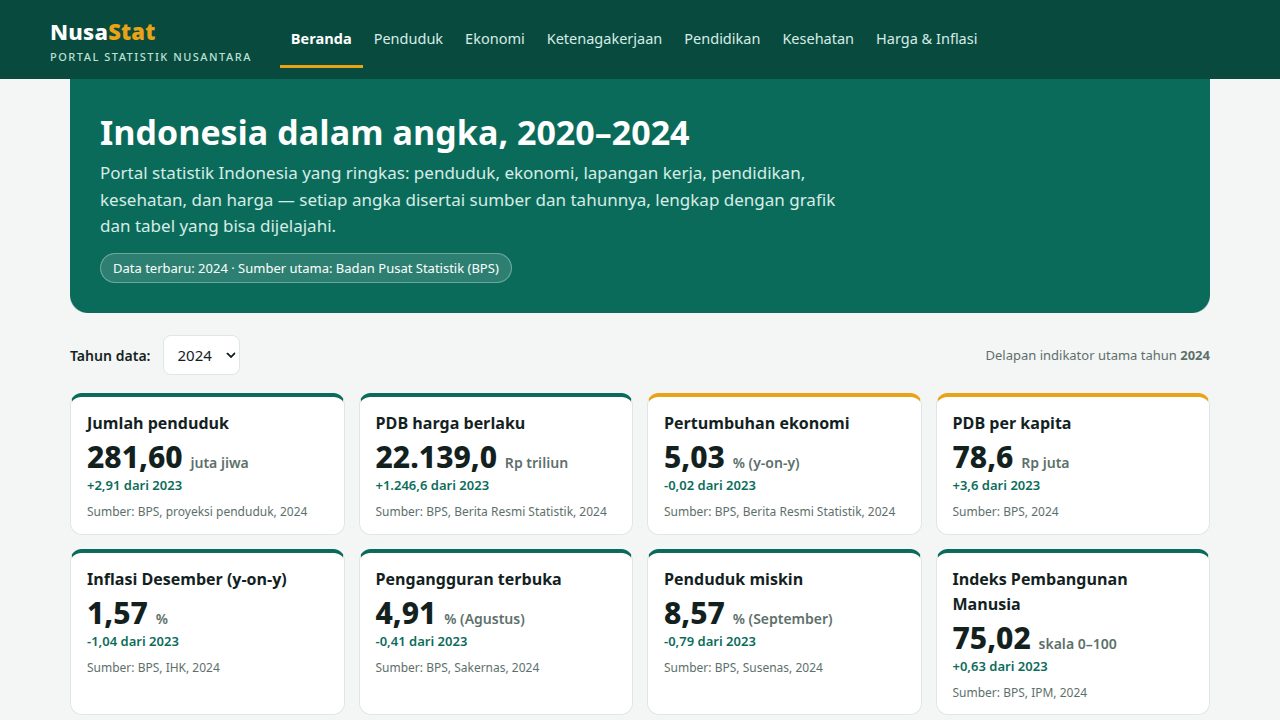 NusaStat
PORTAL STATISTIK NUSANTARA
Beranda
Penduduk
Ekonomi
Ketenagakerjaan
Pendidikan
Kesehatan
Harga & Inflasi
Indonesia dalam angka, 2020–2024
Portal statistik Indonesia yang ringkas: penduduk, ekonomi, lapangan kerja, pendidikan,
kesehatan, dan harga — setiap angka disertai sumber dan tahunnya, lengkap dengan grafik
dan tabel yang bisa dijelajahi.
Data terbaru: 2024 · Sumber utama: Badan Pusat Statistik (BPS)
Tahun data:
2024
Delapan indikator utama tahun 2024
Jumlah penduduk
281,60 juta jiwa
+2,91 dari 2023
Sumber: BPS, proyeksi penduduk, 2024
PDB harga berlaku
22.139,0 Rp triliun
+1.246,6 dari 2023
Sumber: BPS, Berita Resmi Statistik, 2024
Pertumbuhan ekonomi
5,03 % (y-on-y)
-0,02 dari 2023
Sumber: BPS, Berita Resmi Statistik, 2024
PDB per kapita
78,6 Rp juta
+3,6 dari 2023
Sumber: BPS, 2024
Inflasi Desember (y-on-y)
1,57 %
-1,04 dari 2023
Sumber: BPS, IHK, 2024
Pengangguran terbuka
4,91 % (Agustus)
-0,41 dari 2023
Sumber: BPS, Sakernas, 2024
Penduduk miskin
8,57 % (September)
-0,79 dari 2023
Sumber: BPS, Susenas, 2024
Indeks Pembangunan
Manusia
75,02 skala 0–100
+0,63 dari 2023
Sumber: BPS, IPM, 2024